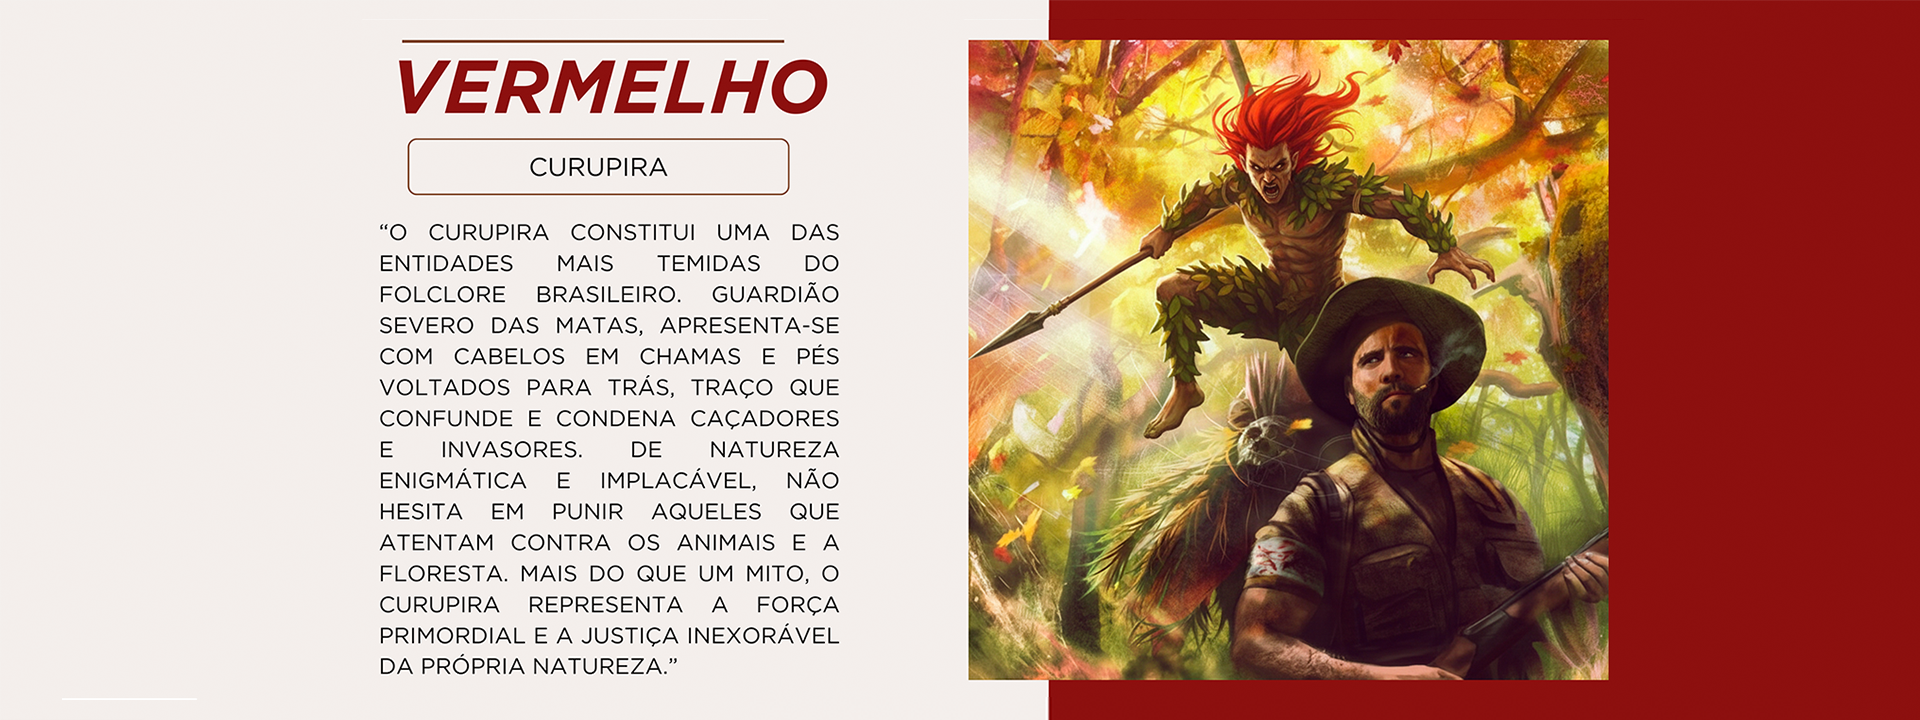 VERMELHO
CURUPIRA
“O CURUPIRA CONSTITUI UMA DAS
ENTIDADES MAIS TEMIDAS DO
FOLCLORE BRASILEIRO. GUARDIÃO
SEVERO DAS MATAS, APRESENTA-SE
COM CABELOS EM CHAMAS E PÉS
VOLTADOS PARA TRÁS, TRAÇO QUE
CONFUNDE E CONDENA CAÇADORES
E INVASORES. DE NATUREZA
ENIGMÁTICA E IMPLACÁVEL, NÃO
HESITA EM PUNIR AQUELES QUE
ATENTAM CONTRA OS ANIMAIS E A
FLORESTA. MAIS DO QUE UM MITO, O
CURUPIRA REPRESENTA A FORÇA
PRIMORDIAL E A JUSTIÇA INEXORÁVEL
DA PRÓPRIA NATUREZA.”